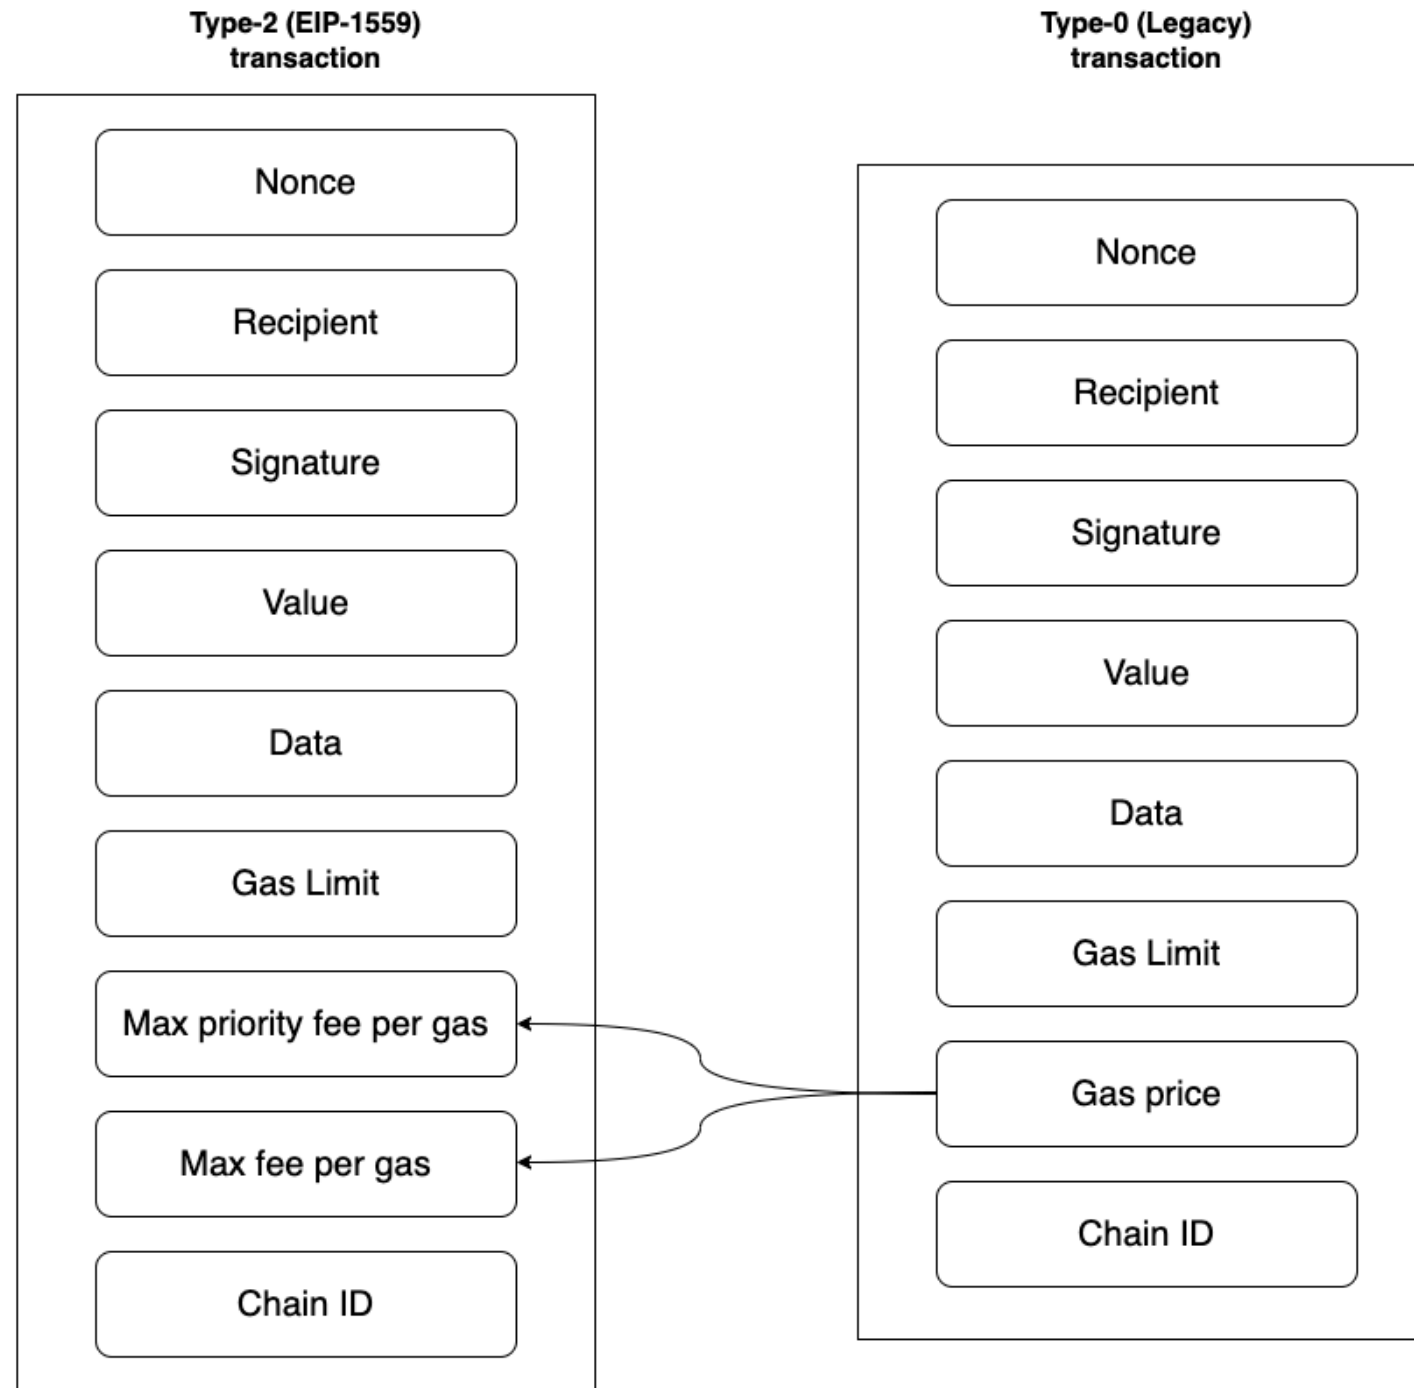 Type-2 (EIP-1559)
transaction
Nonce
Recipient
Signature
Value
Data
Gas Limit
Max priority fee per gas
Max fee per gas
Chain ID
Type-0 (Legacy)
transaction
Nonce
Recipient
Signature
Value
Data
Gas Limit
Gas price
Chain ID